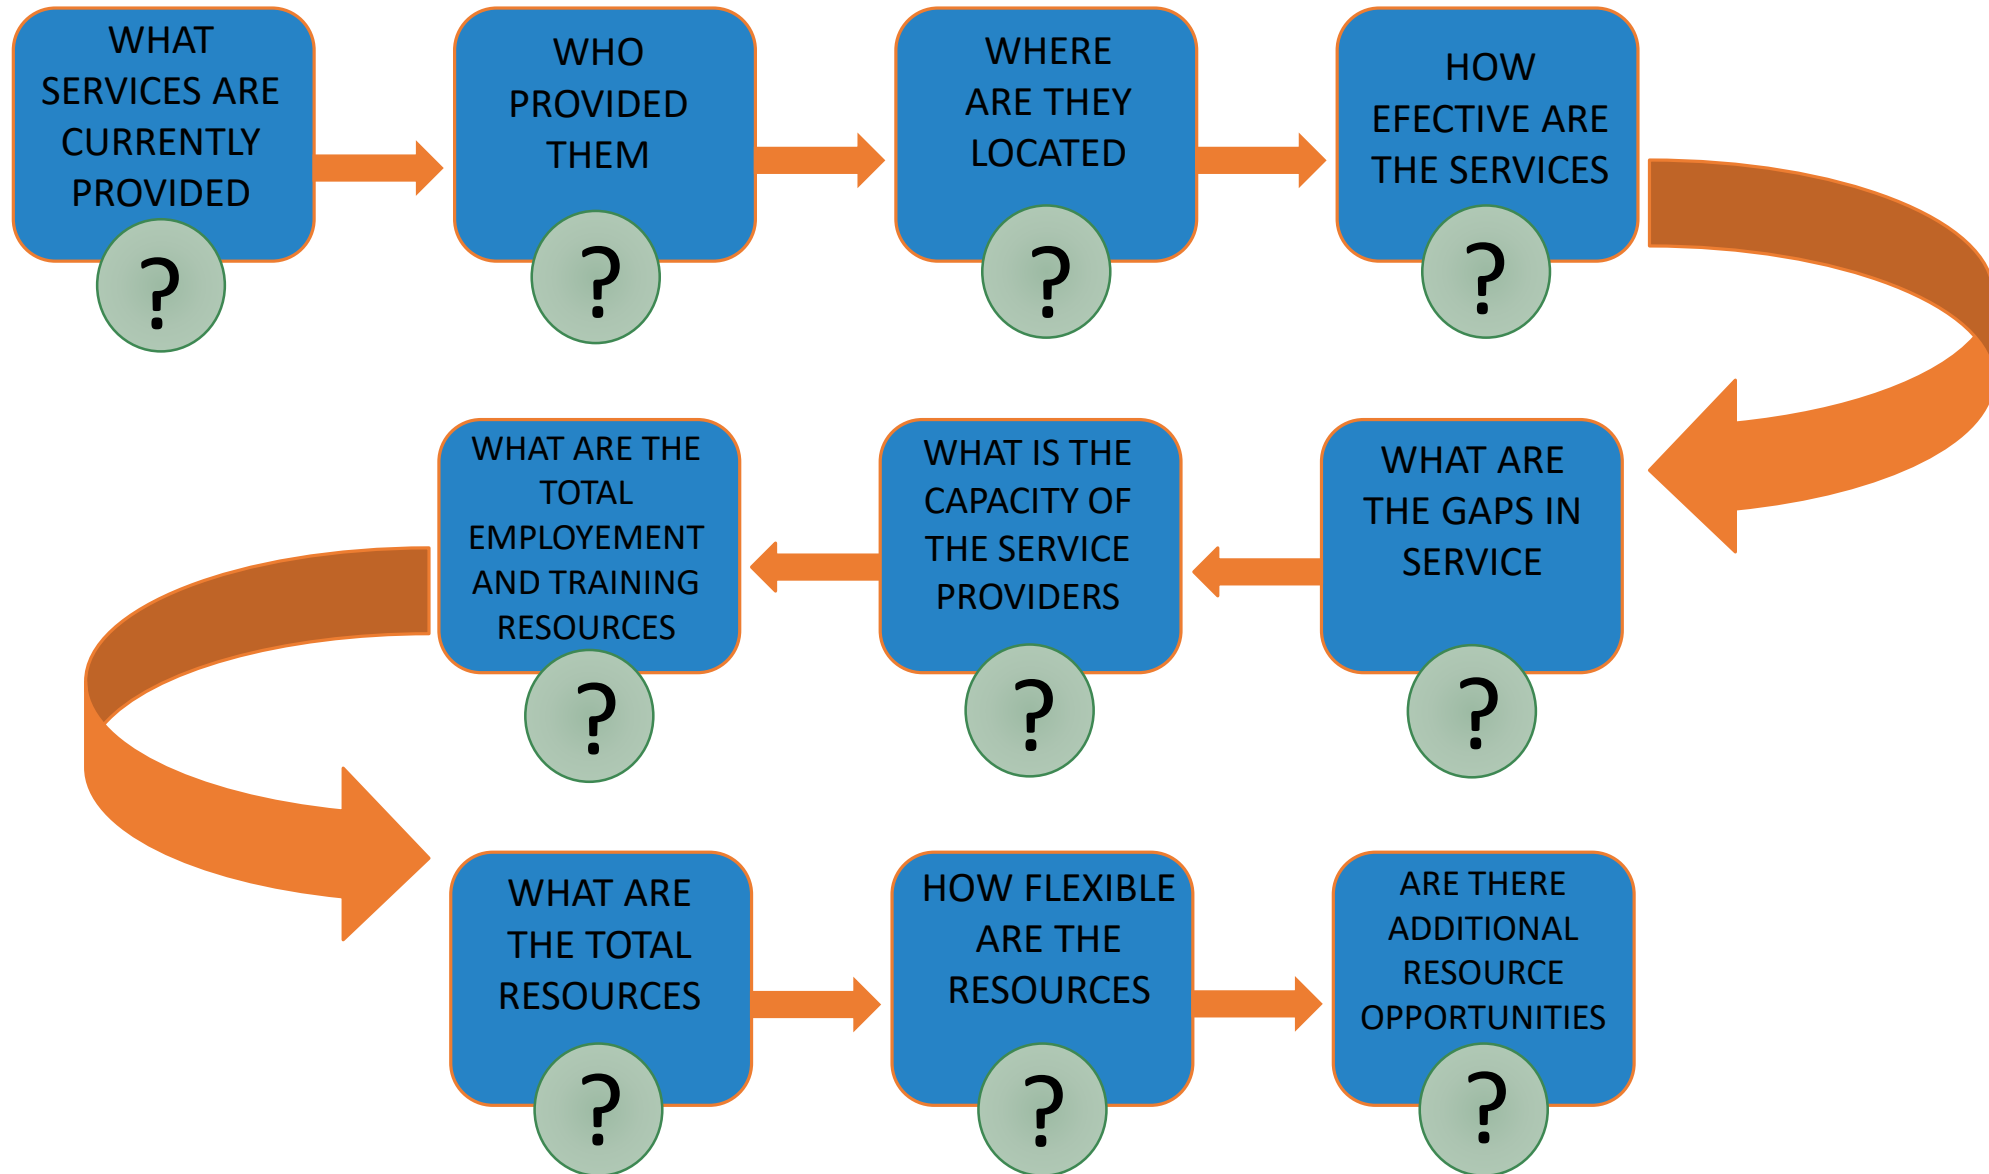 WHAT
SERVICES ARE
CURRENTLY
PROVIDED
?
WHO
PROVIDED
THEM
?
WHERE
ARE THEY
LOCATED
?
HOW
EFECTIVE ARE
THE SERVICES
?
WHAT ARE
THE GAPS IN
SERVICE
?
WHAT IS THE
CAPACITY OF
THE SERVICE
PROVIDERS
?
WHAT ARE THE
TOTAL
EMPLOYEMENT
AND TRAINING
RESOURCES
?
WHAT ARE
THE TOTAL
RESOURCES
?
HOW FLEXIBLE
ARE THE
RESOURCES
?
ARE THERE
ADDITIONAL
RESOURCE
OPPORTUNITIES
?